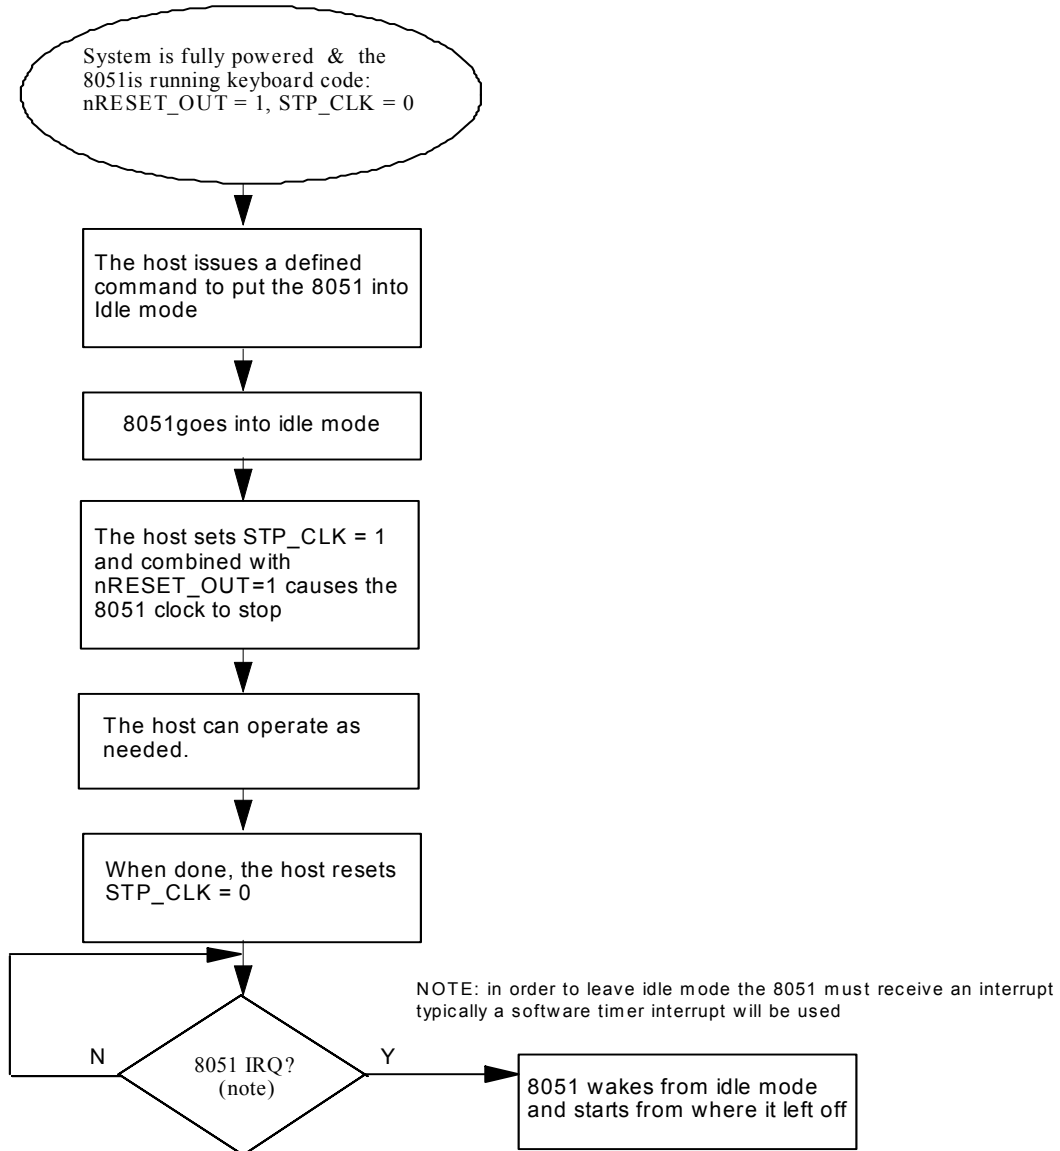 System is fully powered & the
8051is running keyboard code:
nRESET_OUT = 1, STP_CLK = 0
The host issues a defined
command to put the 8051 into
Idle mode
8051goes into idle mode
The host sets STP_CLK = 1
and combined with
nRESET_OUT=1 causes the
8051 clock to stop
The host can operate as
needed.
When done, the host resets
STP_CLK = 0
NOTE: in order to leave idle mode the 8051 must receive an interrupt
typically a software timer interrupt will be used
N
8051 IRQ?
(note)
Y
8051 wakes from idle mode
and starts from where it left off